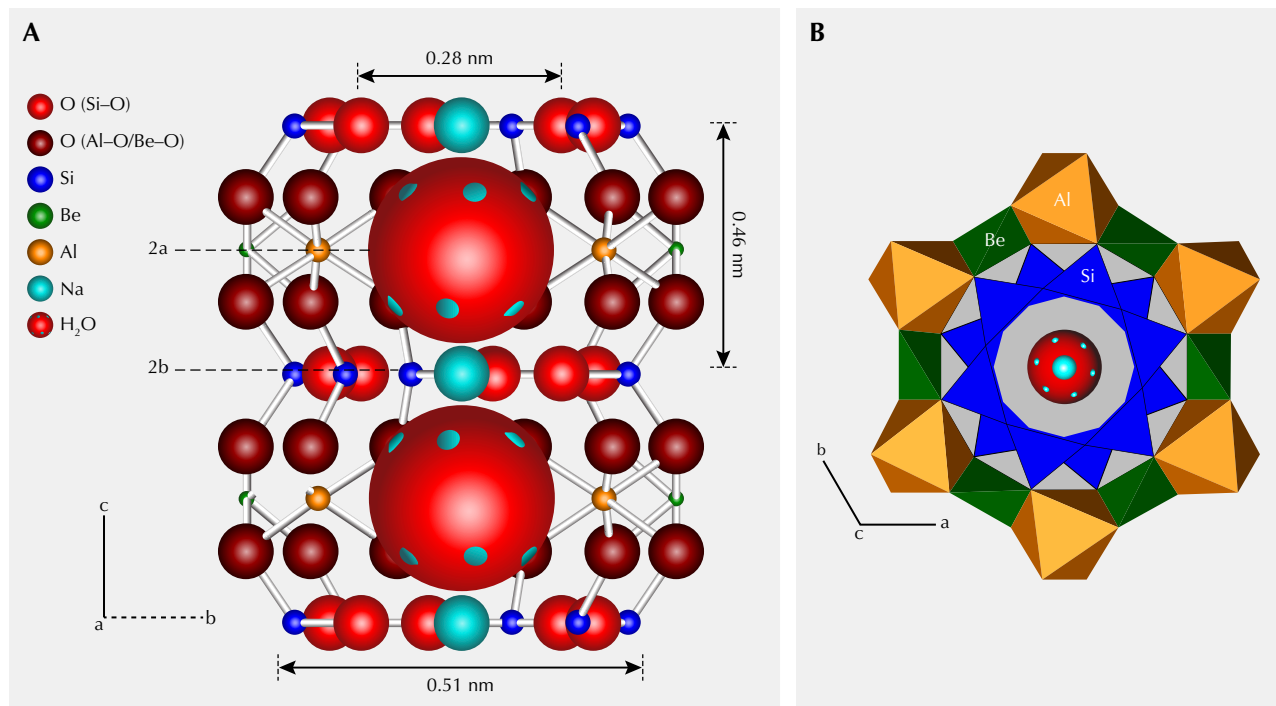 A
0.28 nm
O (Si–O)
O (Al–O/Be–O)
Si
Be
Al
Na
H₂O
2a
2b
0.46 nm
c
a
b
0.51 nm
B
Al
Be
Si
b
a
c